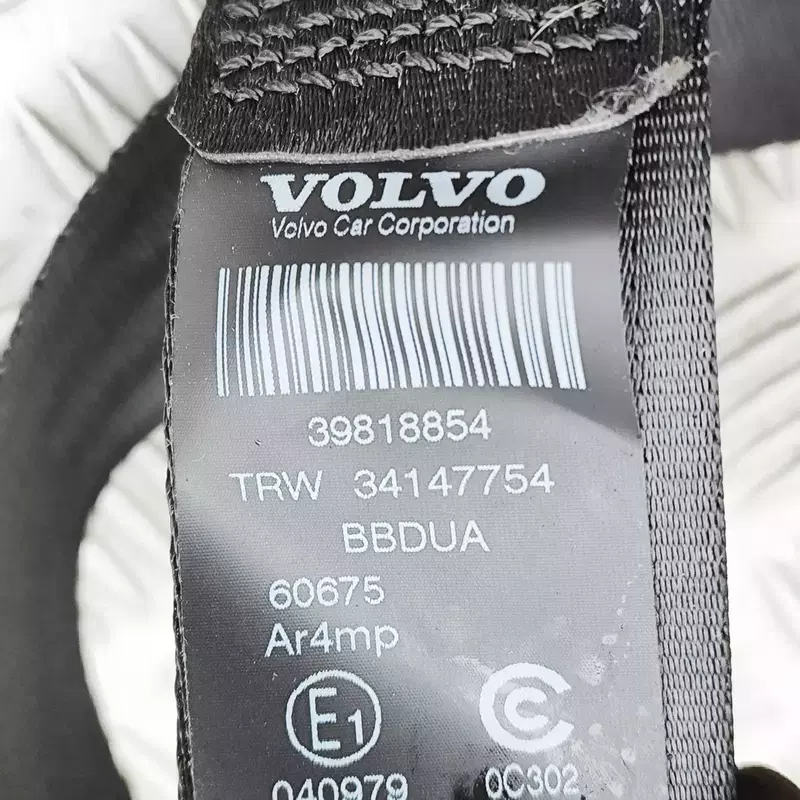 VOLVO
Volvo Car Corporation
39818854
TRW 34147754
BBDUA
60675
Ar4mp
E1
040979 0C302